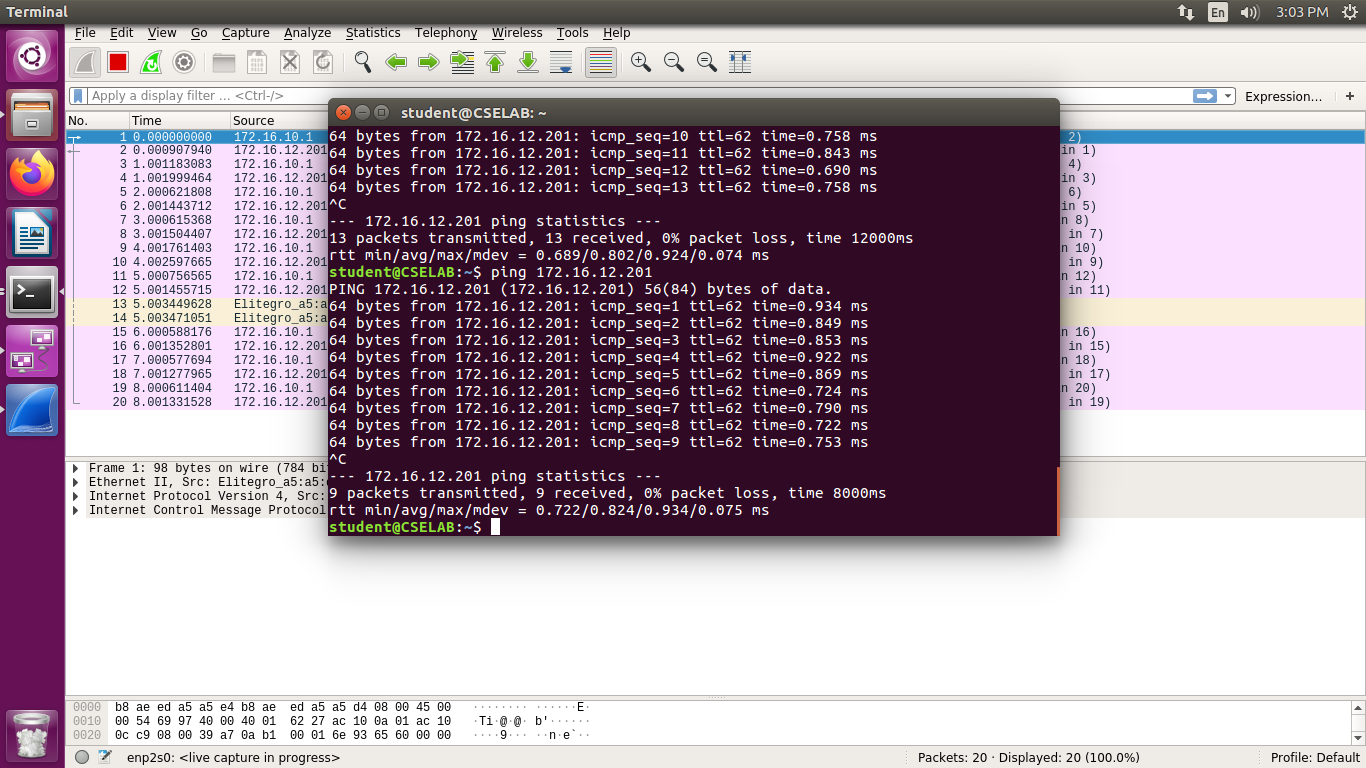 Terminal
En
3:03 PM
File Edit View Go Capture Analyze Statistics Telephony Wireless Tools Help
Apply a display filter ... <Ctrl-/>
Expression...
+
student@CSELAB: ~
No. Time Source
1 0.000000000 172.16.10.1 2)
2 0.000907940 172.16.12.201 in 1)
3 1.001183083 172.16.10.1 4)
4 1.001999464 172.16.12.201 in 3)
5 2.000621808 172.16.10.1 6)
6 2.001443712 172.16.12.201 in 5)
7 3.000615368 172.16.10.1 n 8)
8 3.001504407 172.16.12.201 in 7)
9 4.001761403 172.16.10.1 n 10)
10 4.002597665 172.16.12.201 in 9)
11 5.000756565 172.16.10.1 n 12)
12 5.001455715 172.16.12.201 in 11)
13 5.003449628 Elitegro_a5:a
14 5.003471051 Elitegro_a5:a
15 6.000588176 172.16.10.1 n 16)
16 6.001352801 172.16.12.201 in 15)
17 7.000577694 172.16.10.1 n 18)
18 7.001277965 172.16.12.201 in 17)
19 8.000611404 172.16.10.1 n 20)
20 8.001331528 172.16.12.201 in 19)
64 bytes from 172.16.12.201: icmp_seq=10 ttl=62 time=0.758 ms
64 bytes from 172.16.12.201: icmp_seq=11 ttl=62 time=0.843 ms
64 bytes from 172.16.12.201: icmp_seq=12 ttl=62 time=0.690 ms
64 bytes from 172.16.12.201: icmp_seq=13 ttl=62 time=0.758 ms
^C
--- 172.16.12.201 ping statistics ---
13 packets transmitted, 13 received, 0% packet loss, time 12000ms
rtt min/avg/max/mdev = 0.689/0.802/0.924/0.074 ms
student@CSELAB:~$ ping 172.16.12.201
PING 172.16.12.201 (172.16.12.201) 56(84) bytes of data.
64 bytes from 172.16.12.201: icmp_seq=1 ttl=62 time=0.934 ms
64 bytes from 172.16.12.201: icmp_seq=2 ttl=62 time=0.849 ms
64 bytes from 172.16.12.201: icmp_seq=3 ttl=62 time=0.853 ms
64 bytes from 172.16.12.201: icmp_seq=4 ttl=62 time=0.922 ms
64 bytes from 172.16.12.201: icmp_seq=5 ttl=62 time=0.869 ms
64 bytes from 172.16.12.201: icmp_seq=6 ttl=62 time=0.724 ms
64 bytes from 172.16.12.201: icmp_seq=7 ttl=62 time=0.790 ms
64 bytes from 172.16.12.201: icmp_seq=8 ttl=62 time=0.722 ms
64 bytes from 172.16.12.201: icmp_seq=9 ttl=62 time=0.753 ms
^C
--- 172.16.12.201 ping statistics ---
9 packets transmitted, 9 received, 0% packet loss, time 8000ms
rtt min/avg/max/mdev = 0.722/0.824/0.934/0.075 ms
student@CSELAB:~$
Frame 1: 98 bytes on wire (784 bi
Ethernet II, Src: Elitegro_a5:a5:
Internet Protocol Version 4, Src:
Internet Control Message Protocol
0000 b8 ae ed a5 a5 e4 b8 ae ed a5 a5 d4 08 00 45 00 ········ ······E·
0010 00 54 69 97 40 00 40 01 62 27 ac 10 0a 01 ac 10 ·Ti·@·@· b'······
0020 0c c9 08 00 39 a7 0a b1 00 01 6e 93 65 60 00 00 ····9··· ··n·e`··
enp2s0: <live capture in progress>
Packets: 20 · Displayed: 20 (100.0%)
Profile: Default